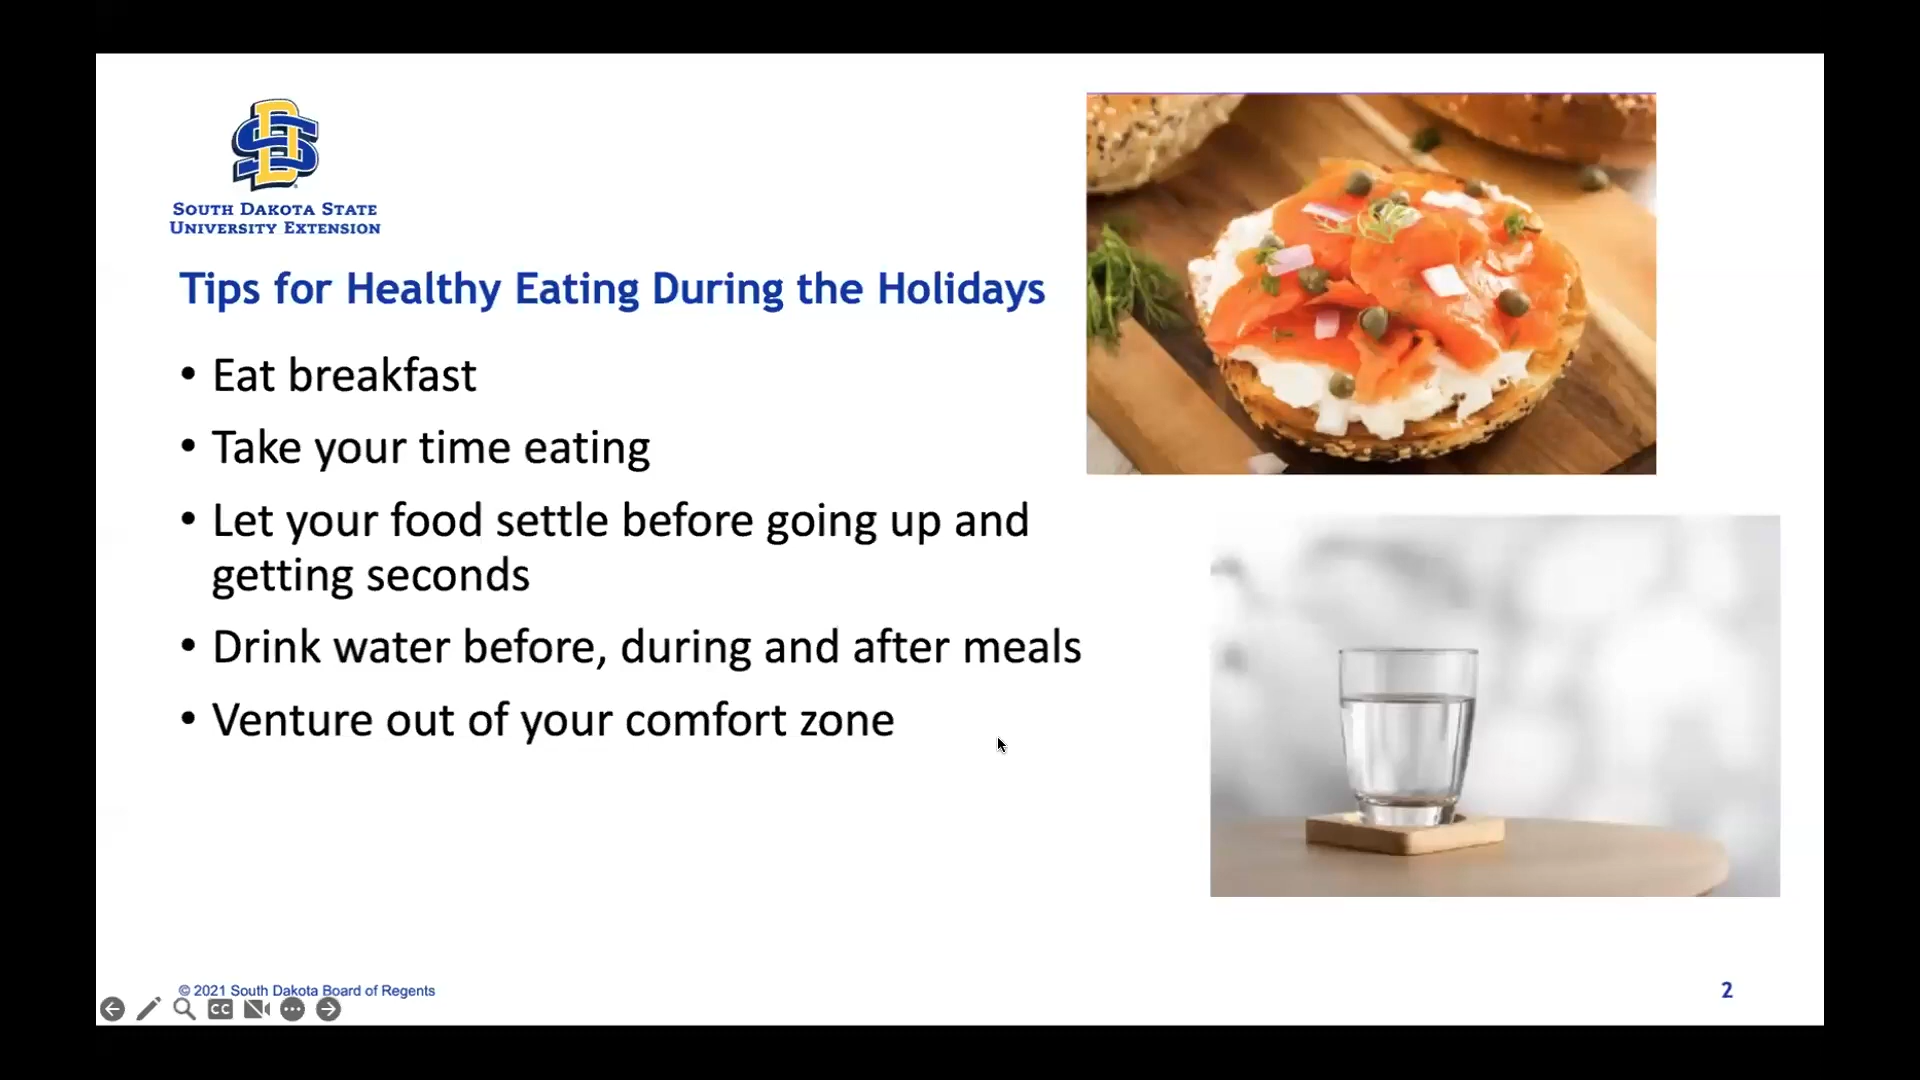 SOUTH DAKOTA STATE
UNIVERSITY EXTENSION
Tips for Healthy Eating During the Holidays
• Eat breakfast
• Take your time eating
• Let your food settle before going up and
getting seconds
• Drink water before, during and after meals
• Venture out of your comfort zone
© 2021 South Dakota Board of Regents
2
CC